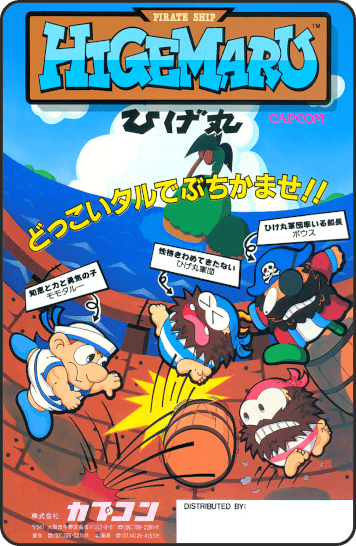 PIRATE SHIP
HIGEMARU
TM
ひげ丸
CAPCOM
どっこいタルでぶちかませ!!
ひげ丸軍団率いる船長
ボウス
性格きわめてきたない
ひげ丸軍団
知恵と力と勇気の子
モモタルー
株式会社
カプコン
DISTRIBUTED BY: